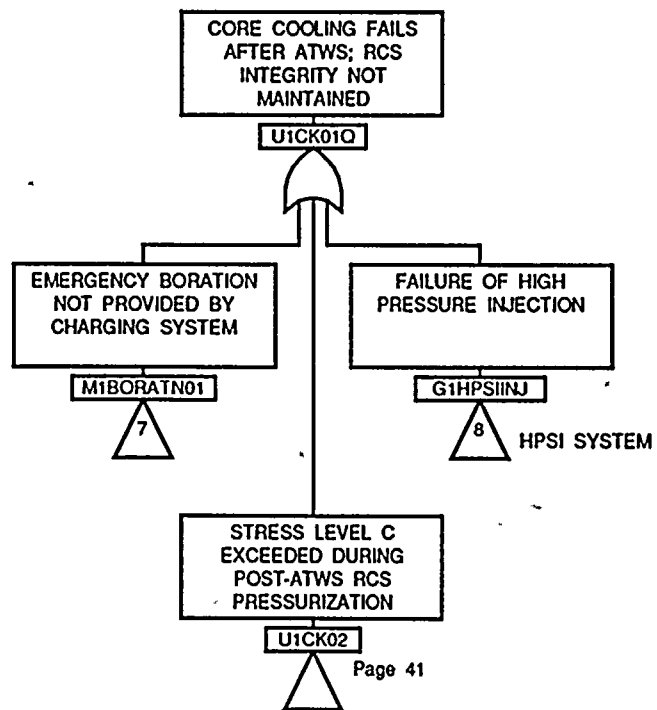 CORE COOLING FAILS
AFTER ATWS; RCS
INTEGRITY NOT
MAINTAINED
U1CK01Q
EMERGENCY BORATION
NOT PROVIDED BY
CHARGING SYSTEM
M1BORATN01
7
FAILURE OF HIGH
PRESSURE INJECTION
G1HPSIINJ
8
HPSI SYSTEM
STRESS LEVEL C
EXCEEDED DURING
POST-ATWS RCS
PRESSURIZATION
U1CK02
Page 41